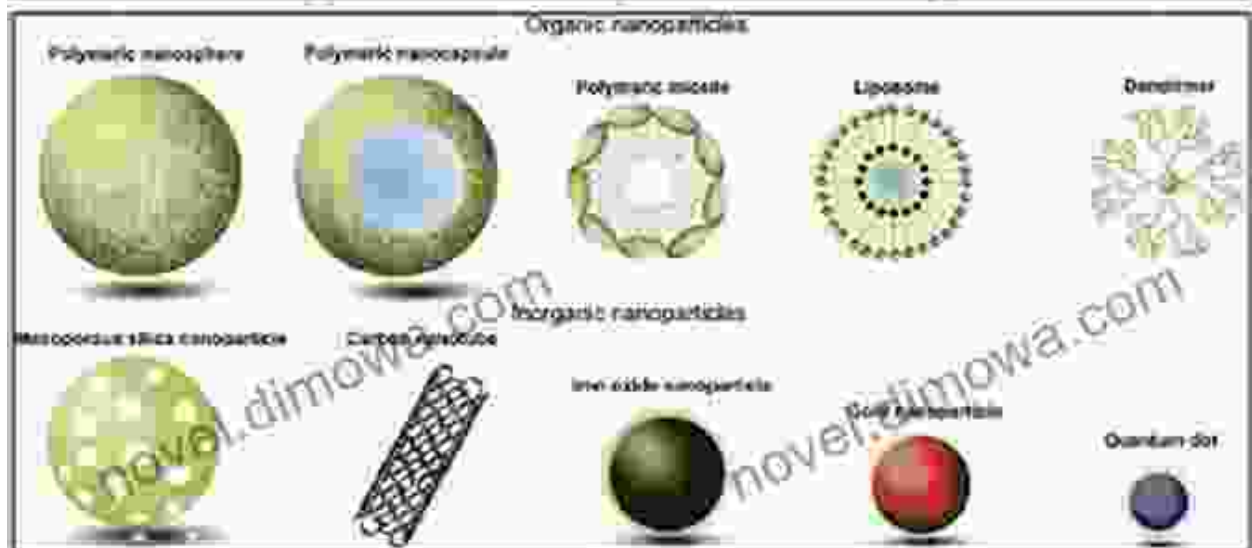 Organic nanoparticles
Polymeric nanosphere
Polymeric nanocapsule
Polymeric micelle
Liposome
Dendrimer
Inorganic nanoparticles
Mesoporous silica nanoparticle
Carbon nanotube
Iron oxide nanoparticle
Gold nanoparticle
Quantum dot
novel.dimowa.com
novel.dimowa.com